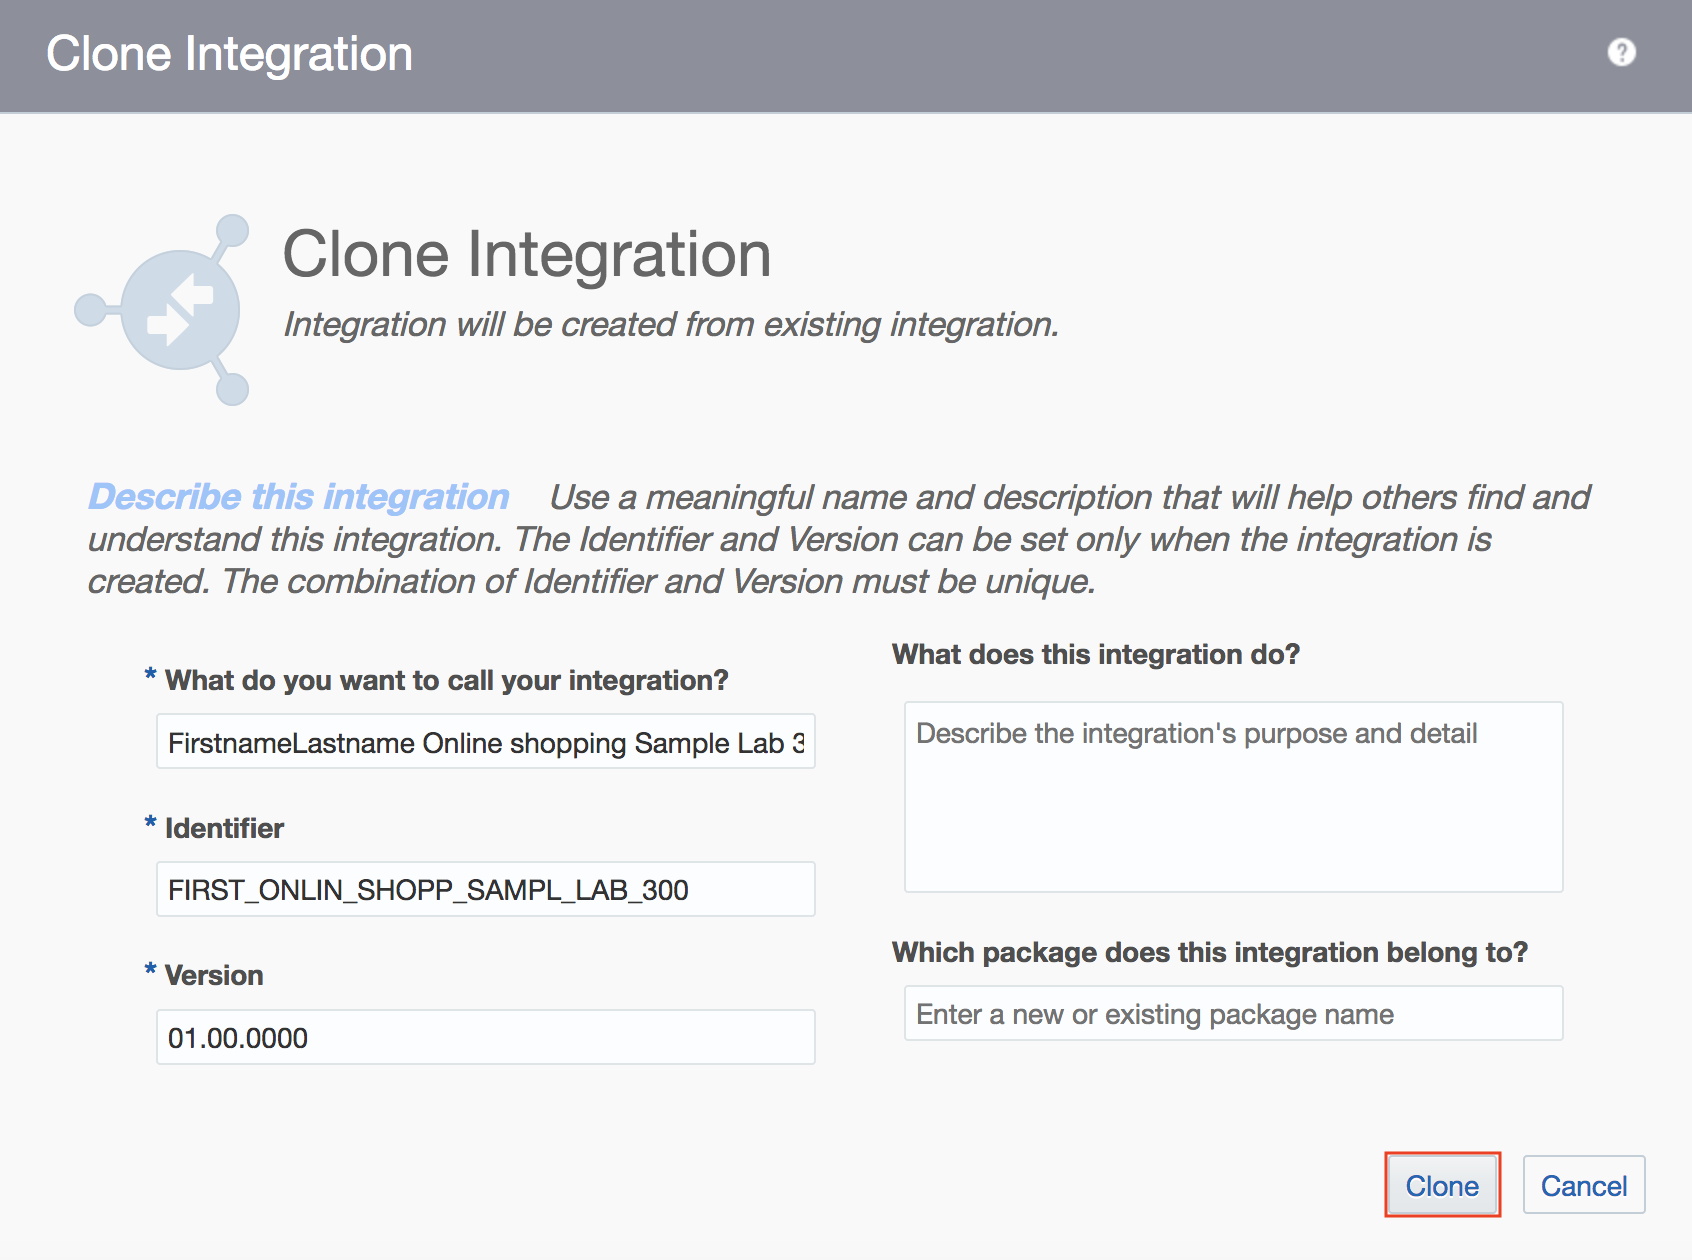 Clone Integration
?
Clone Integration
Integration will be created from existing integration.
Describe this integration Use a meaningful name and description that will help others find and
understand this integration. The Identifier and Version can be set only when the integration is
created. The combination of Identifier and Version must be unique.
* What do you want to call your integration?
FirstnameLastname Online shopping Sample Lab 3
* Identifier
FIRST_ONLIN_SHOPP_SAMPL_LAB_300
* Version
01.00.0000
What does this integration do?
Describe the integration's purpose and detail
Which package does this integration belong to?
Enter a new or existing package name
Clone
Cancel